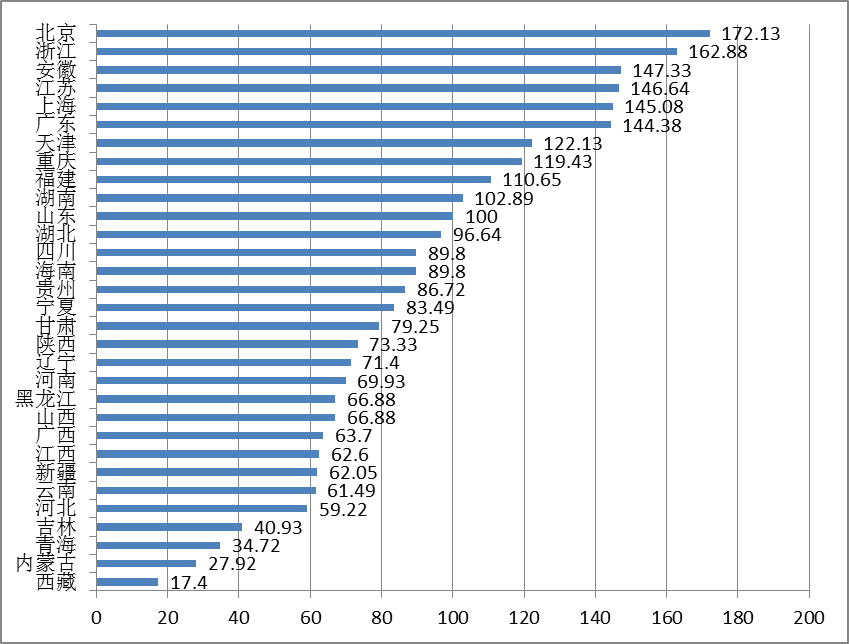 北京 172.13
浙江 162.88
安徽 147.33
江苏 146.64
上海 145.08
广东 144.38
天津 122.13
重庆 119.43
福建 110.65
湖南 102.89
山东 100
湖北 96.64
四川 89.8
海南 89.8
贵州 86.72
宁夏 83.49
甘肃 79.25
陕西 73.33
辽宁 71.4
河南 69.93
黑龙江 66.88
山西 66.88
广西 63.7
江西 62.6
新疆 62.05
云南 61.49
河北 59.22
吉林 40.93
青海 34.72
内蒙古 27.92
西藏 17.4
0 20 40 60 80 100 120 140 160 180 200